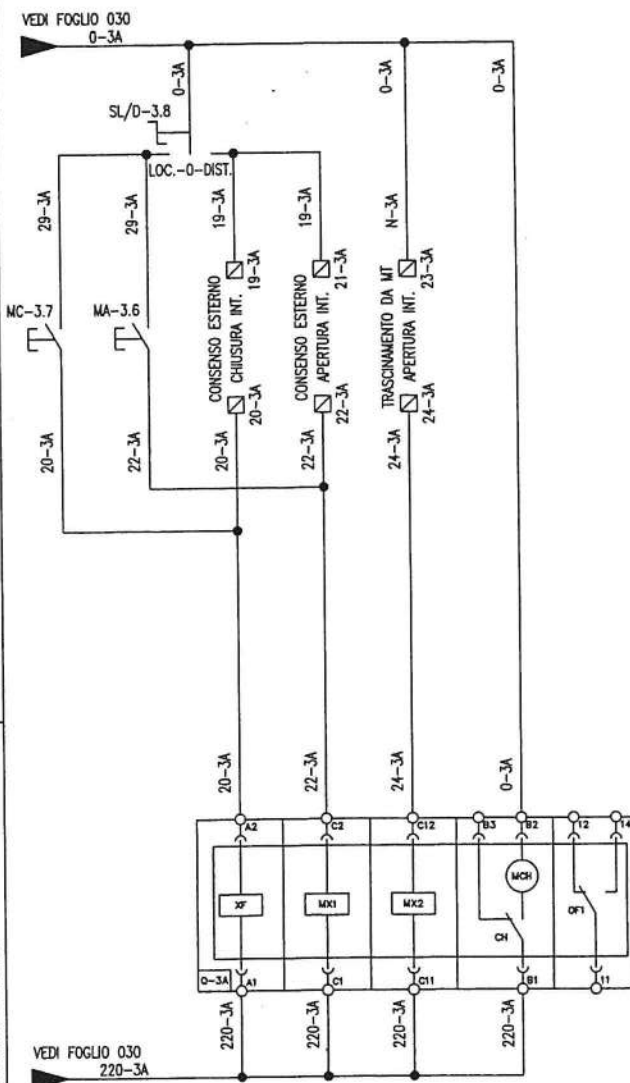 VEDI FOGLIO 030
0-3A
0-3A
0-3A
0-3A
SL/D-3.8
LOC.-0-DIST.
29-3A
29-3A
19-3A
19-3A
N-3A
MC-3.7
MA-3.6
CONSENSO ESTERNO
CHIUSURA INT.
19-3A
20-3A
CONSENSO ESTERNO
APERTURA INT.
21-3A
22-3A
TRASCINAMENTO DA MT
APERTURA INT.
23-3A
24-3A
20-3A
22-3A
20-3A
22-3A
24-3A
20-3A
22-3A
24-3A
0-3A
A2
C2
C12
B3
B2
12
14
XF
MX1
MX2
MCH
CH
OF1
Q-3A
A1
C1
C11
B1
11
220-3A
220-3A
220-3A
220-3A
VEDI FOGLIO 030
220-3A